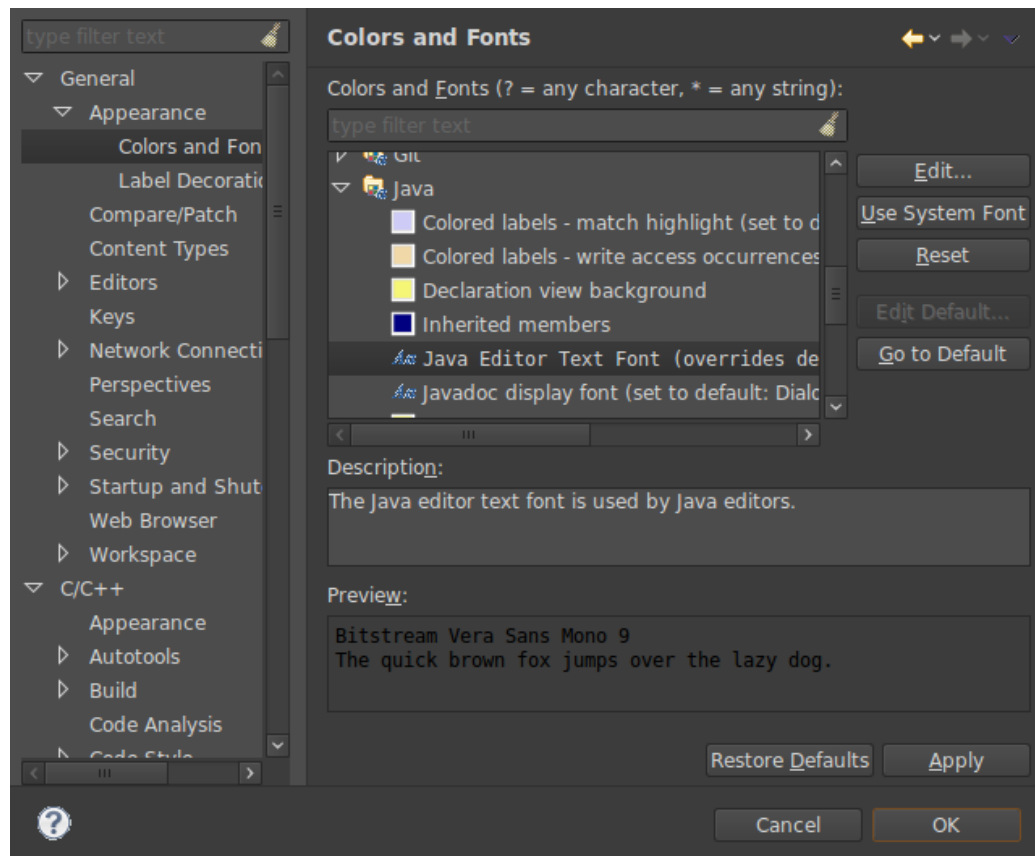 type filter text
General
Appearance
Colors and Fon
Label Decoratio
Compare/Patch
Content Types
Editors
Keys
Network Connecti
Perspectives
Search
Security
Startup and Shut
Web Browser
Workspace
C/C++
Appearance
Autotools
Build
Code Analysis
Code Style
Colors and Fonts
Colors and Fonts (? = any character, * = any string):
type filter text
Git
Java
Colored labels - match highlight (set to d
Colored labels - write access occurrences
Declaration view background
Inherited members
Java Editor Text Font (overrides de
Javadoc display font (set to default: Dialo
Edit...
Use System Font
Reset
Edit Default...
Go to Default
Description:
The Java editor text font is used by Java editors.
Preview:
Bitstream Vera Sans Mono 9
The quick brown fox jumps over the lazy dog.
Restore Defaults
Apply
Cancel
OK